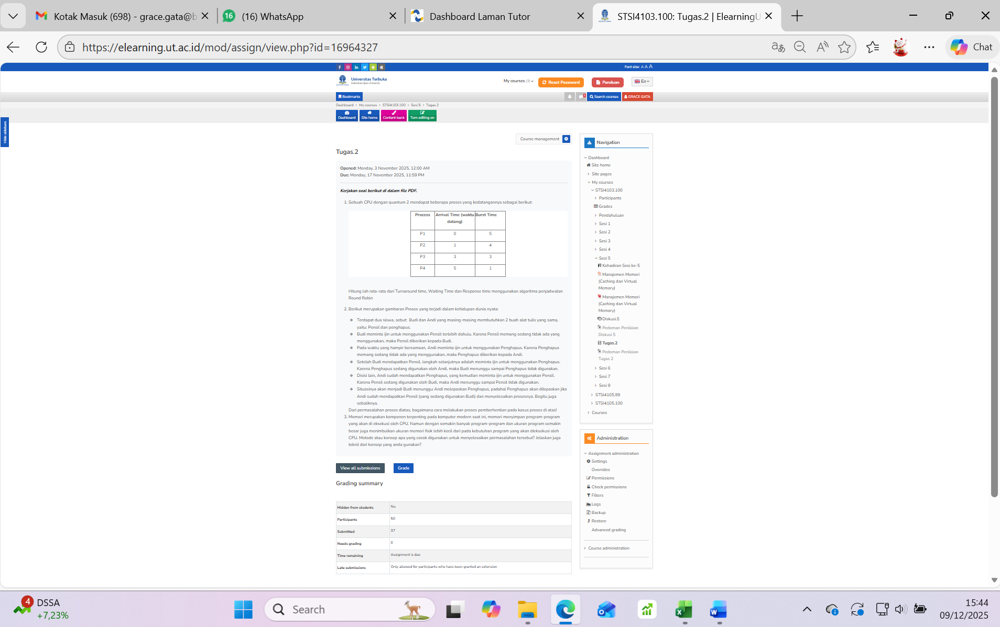 Kotak Masuk (698) - grace.gata@b
16 (16) WhatsApp
Dashboard Laman Tutor
STSI4103.100: Tugas.2 | ElearningU
https://elearning.ut.ac.id/mod/assign/view.php?id=16964327
Chat
Font size: A A A
Universitas Terbuka
Indonesia Open University
My courses (3)
Reset Password
Panduan
En
Bookmarks
1
Search courses
GRACE GATA
Dashboard > My courses > STSI4103.100 > Sesi 5 > Tugas.2
Dashboard
Site home
Content bank
Turn editing on
Hide sidebars
Course management
Tugas.2
Opened: Monday, 3 November 2025, 12:00 AM
Due: Monday, 17 November 2025, 11:59 PM
Kerjakan soal berikut di dalam file PDF.
1. Sebuah CPU dengan quantum 2 mendapat beberapa proses yang kedatangannya sebagai berikut:
Process Arrival Time (waktu datang) Burst Time
P1 0 5
P2 1 4
P3 3 3
P4 5 1
Hitung lah rata-rata dari Turnaround time, Waiting Time dan Response time menggunakan algoritma penjadwalan
Round Robin
2. Berikut merupakan gambaran Proses yang terjadi dalam kehidupan dunia nyata:
Terdapat dua siswa, sebut: Budi dan Andi yang masing-masing membutuhkan 2 buah alat tulis yang sama,
yaitu: Pensil dan penghapus.
Budi meminta ijin untuk menggunakan Pensil terlebih dahulu. Karena Pensil memang sedang tidak ada yang
menggunakan, maka Pensil diberikan kepada Budi.
Pada waktu yang hampir bersamaan, Andi meminta ijin untuk menggunakan Penghapus. Karena Penghapus
memang sedang tidak ada yang menggunakan, maka Penghapus diberikan kepada Andi.
Setelah Budi mendapatkan Pensil, langkah selanjutnya adalah meminta ijin untuk menggunakan Penghapus.
Karena Penghapus sedang digunakan oleh Andi, maka Budi menunggu sampai Penghapus tidak digunakan.
Disisi lain, Andi sudah mendapatkan Penghapus, yang kemudian meminta ijin untuk menggunakan Pensil.
Karena Pensil sedang digunakan oleh Budi, maka Andi menunggu sampai Pensil tidak digunakan.
Situasinya akan menjadi Budi menunggu Andi melepaskan Penghapus, padahal Penghapus akan dilepaskan jika
Andi sudah mendapatkan Pensil (yang sedang digunakan Budi) dan menyelesaikan prosesnya. Begitu juga
sebaliknya.
Dari permasalahan proses diatas, bagaimana cara melakukan proses pemberhentian pada kasus proses di atas!
3. Memori merupakan komponen terpenting pada komputer modern saat ini, memori menyimpan program-program
yang akan di eksekusi oleh CPU. Namun dengan semakin banyak program-program dan ukuran program semakin
besar juga menimbulkan ukuran memori fisik lebih kecil dari pada kebutuhan program yang akan dieksekusi oleh
CPU. Metode atau konsep apa yang cocok digunakan untuk menyelesaikan permasalahan tersebut? Jelaskan juga
teknil dari konsep yang anda gunakan?
View all submissions
Grade
Grading summary
Hidden from students No
Participants 50
Submitted 37
Needs grading 0
Time remaining Assignment is due
Late submissions Only allowed for participants who have been granted an extension
Navigation
Dashboard
Site home
Site pages
My courses
STSI4103.100
Participants
Grades
Pendahuluan
Sesi 1
Sesi 2
Sesi 3
Sesi 4
Sesi 5
Kehadiran Sesi ke-5
Manajemen Memori
(Caching dan Virtual
Memory)
Manajemen Memori
(Caching dan Virtual
Memory)
Diskusi.5
Pedoman Penilaian
Diskusi 5
Tugas.2
Pedoman Penilaian
Tugas 2
Sesi 6
Sesi 7
Sesi 8
STSI4105.99
STSI4105.100
Courses
Administration
Assignment administration
Settings
Overrides
Permissions
Check permissions
Filters
Logs
Backup
Restore
Advanced grading
Course administration
4
DSSA
+7,23%
Search
15:44
09/12/2025